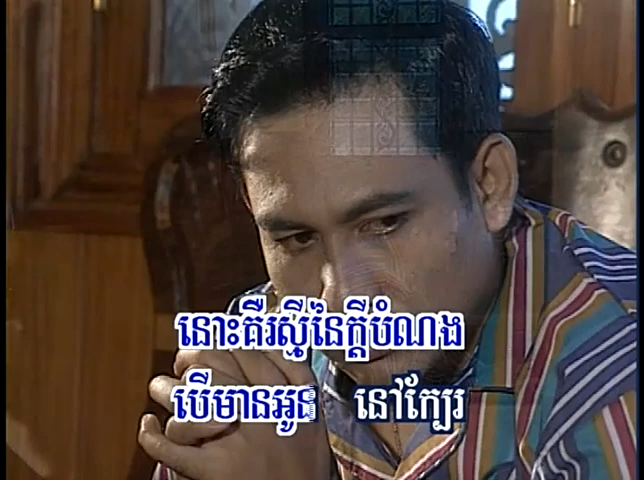 នោះគឺរស្មីនៃក្តីបំណង
បើមានអូន នៅក្បែរ